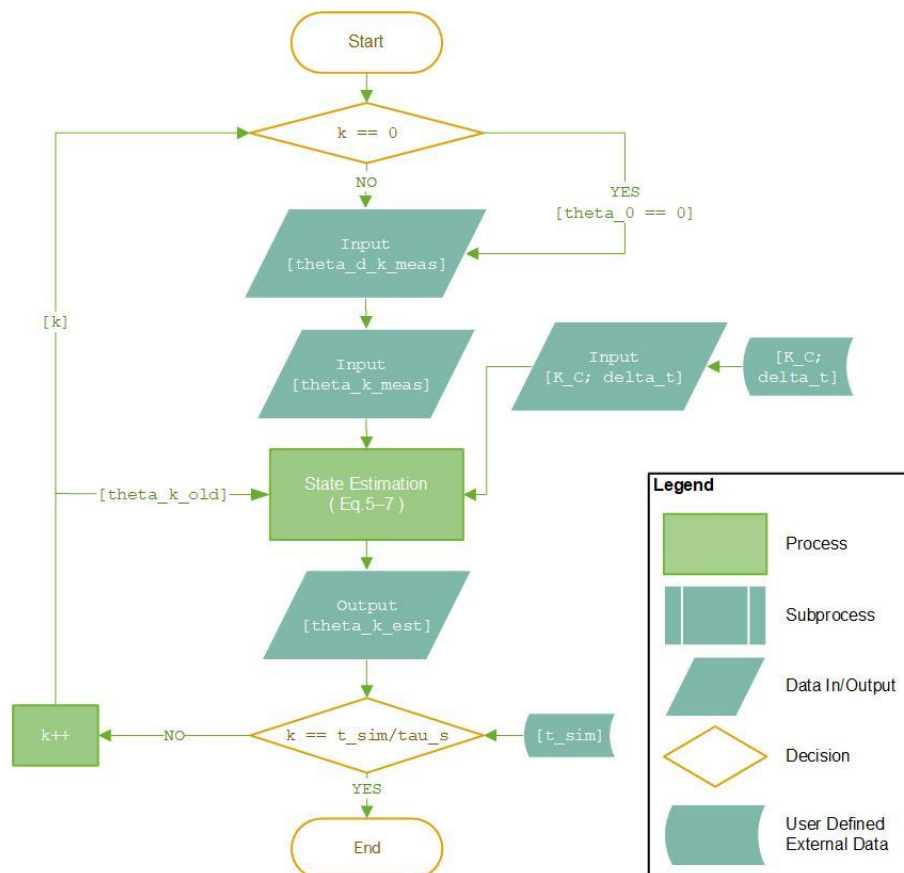 Start
k == 0
NO
YES
[theta_0 == 0]
Input
[theta_d_k_meas]
[k]
Input
[theta_k_meas]
Input
[K_C; delta_t]
[K_C;
delta_t]
[theta_k_old]
State Estimation
( Eq.5–7 )
Output
[theta_k_est]
k++
NO
k == t_sim/tau_s
[t_sim]
YES
End
Legend
Process
Subprocess
Data In/Output
Decision
User Defined
External Data